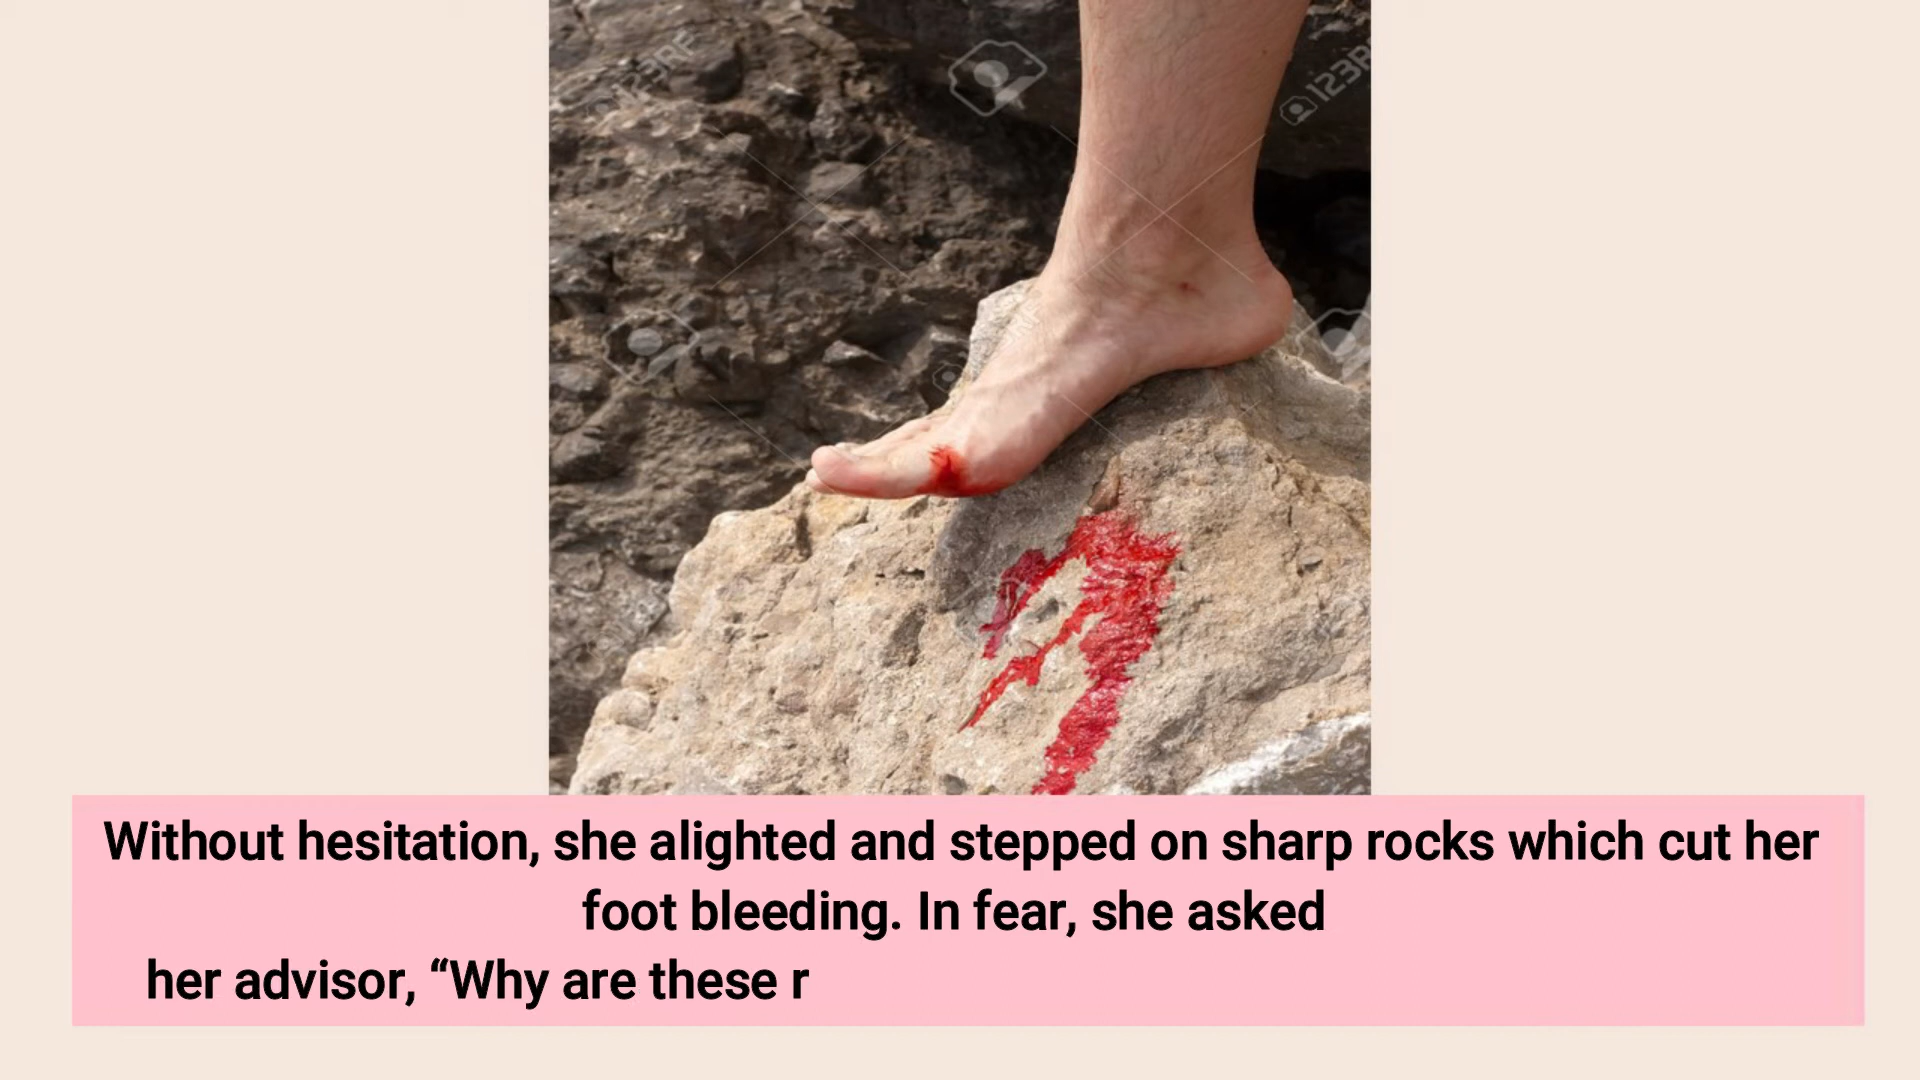 123RF
Without hesitation, she alighted and stepped on sharp rocks which cut her
foot bleeding. In fear, she asked
her advisor, “Why are these r